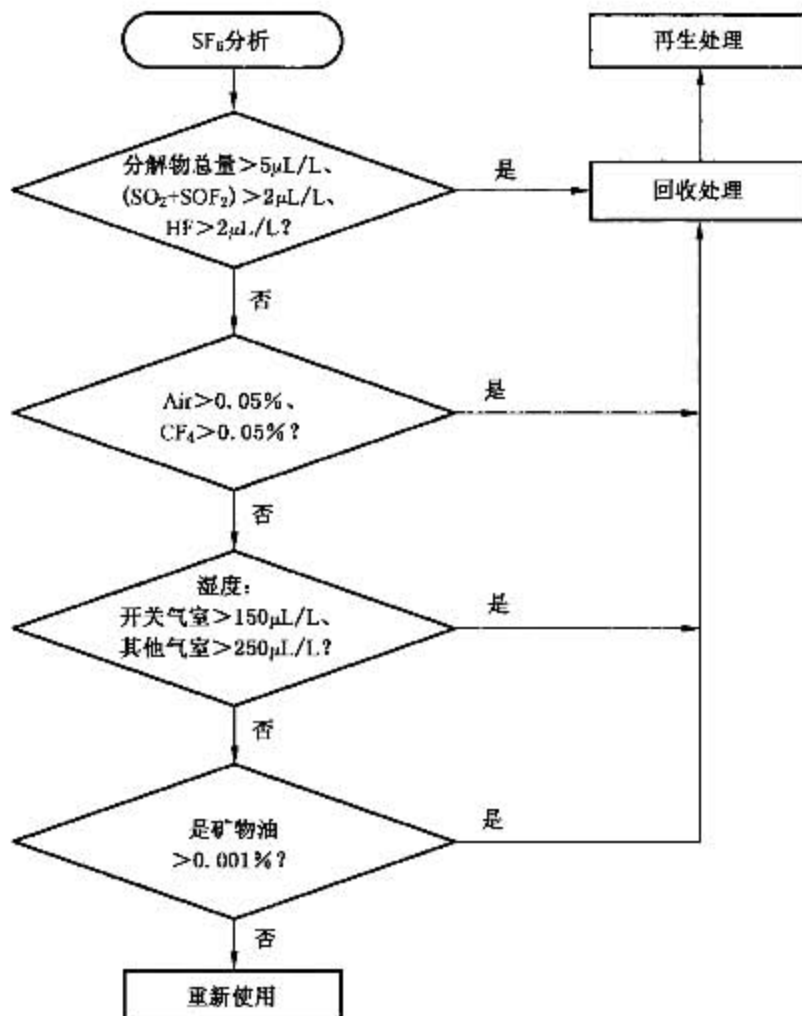 SF₆分析
再生处理
分解物总量>5μL/L、
(SO₂+SOF₂)>2μL/L、
HF>2μL/L?
是
回收处理
否
Air>0.05%、
CF₄>0.05%?
是
否
湿度:
开关气室>150μL/L、
其他气室>250μL/L?
是
否
是矿物油
>0.001%?
是
否
重新使用